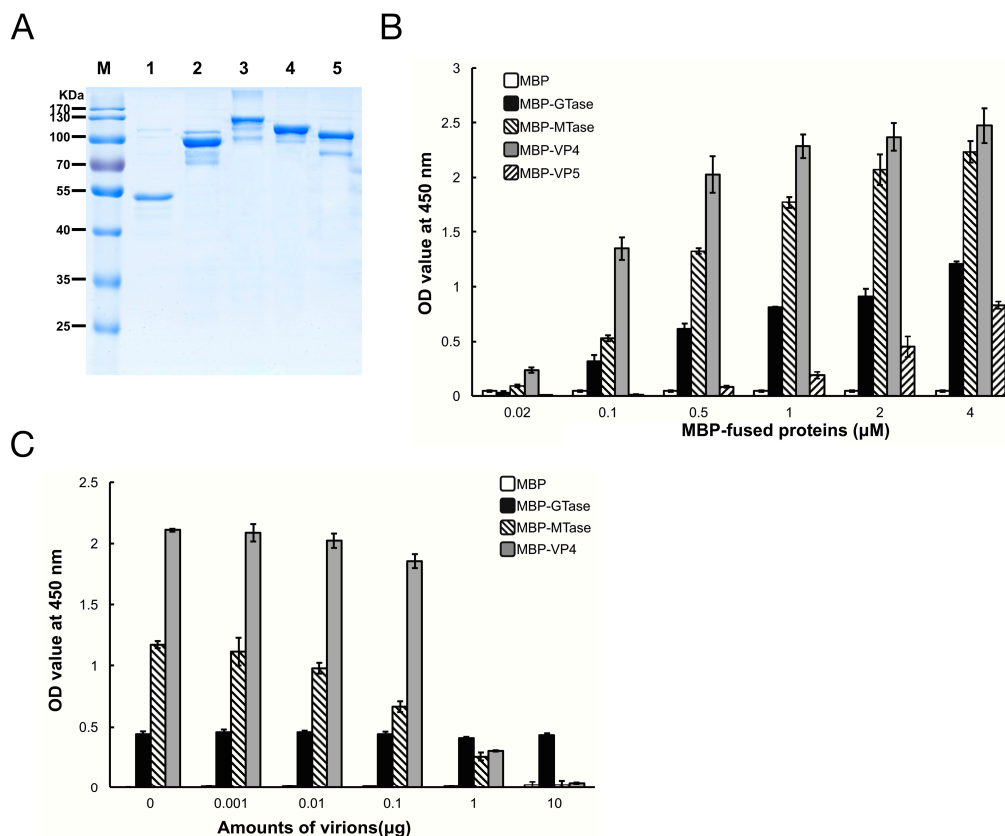 A
M 1 2 3 4 5
KDa
170
130
100
70
55
40
35
25
B
OD value at 450 nm
3
2.5
2
1.5
1
0.5
0
MBP
MBP-GTase
MBP-MTase
MBP-VP4
MBP-VP5
0.02 0.1 0.5 1 2 4
MBP-fused proteins (µM)
C
OD value at 450 nm
2.5
2
1.5
1
0.5
0
MBP
MBP-GTase
MBP-MTase
MBP-VP4
0 0.001 0.01 0.1 1 10
Amounts of virions(µg)